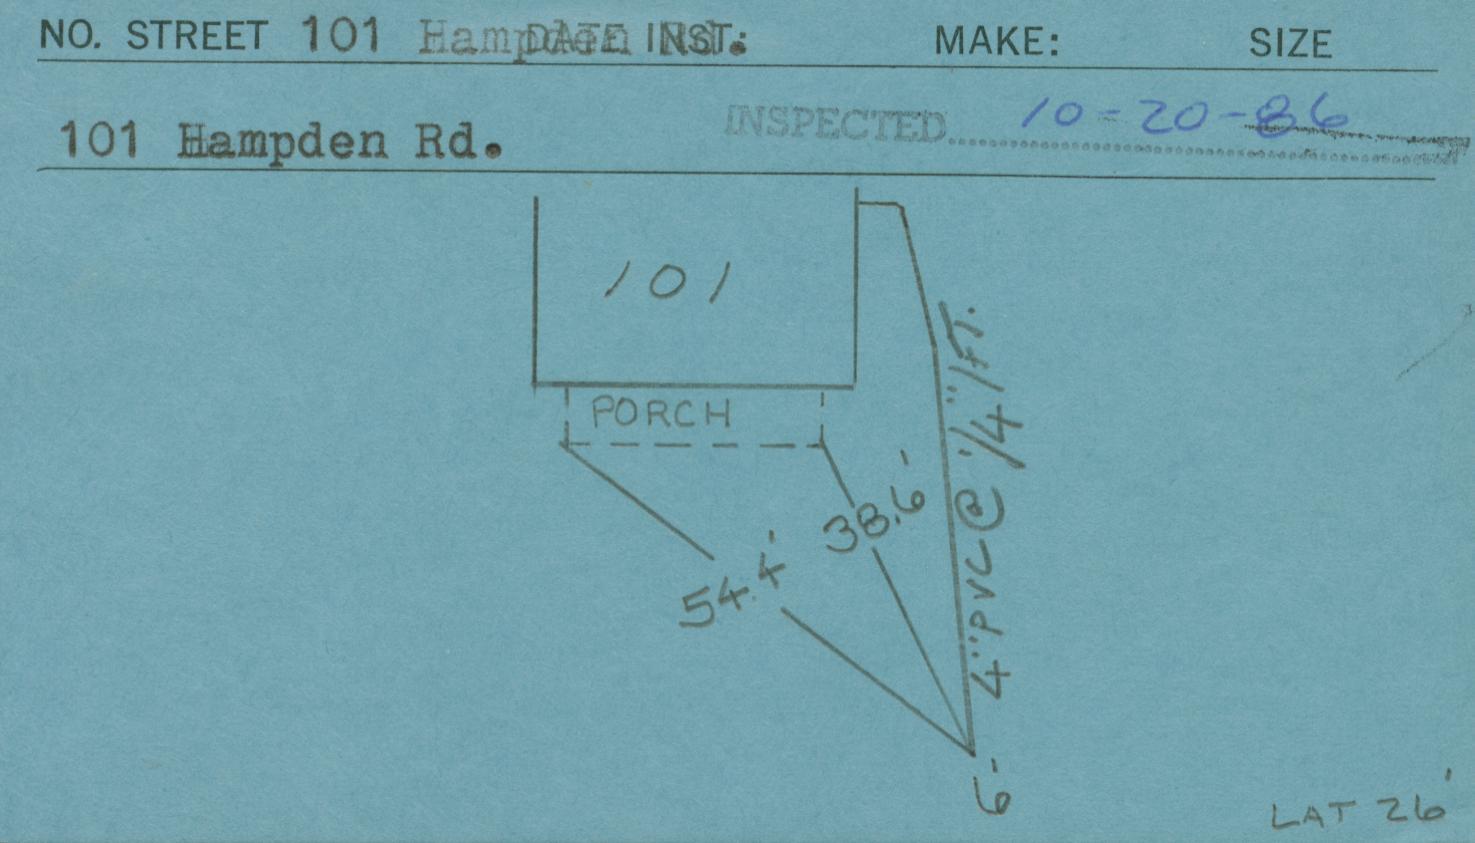 NO. STREET 101 Hampden Rd. DATE INST: MAKE: SIZE
101 Hampden Rd. INSPECTED 10-20-86
101
PORCH
4" PVC @ 1/4"/FT.
38.6'
54.4'
6'
LAT 26'